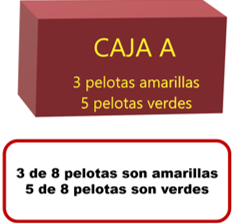 CAJA A
3 pelotas amarillas
5 pelotas verdes
3 de 8 pelotas son amarillas
5 de 8 pelotas son verdes